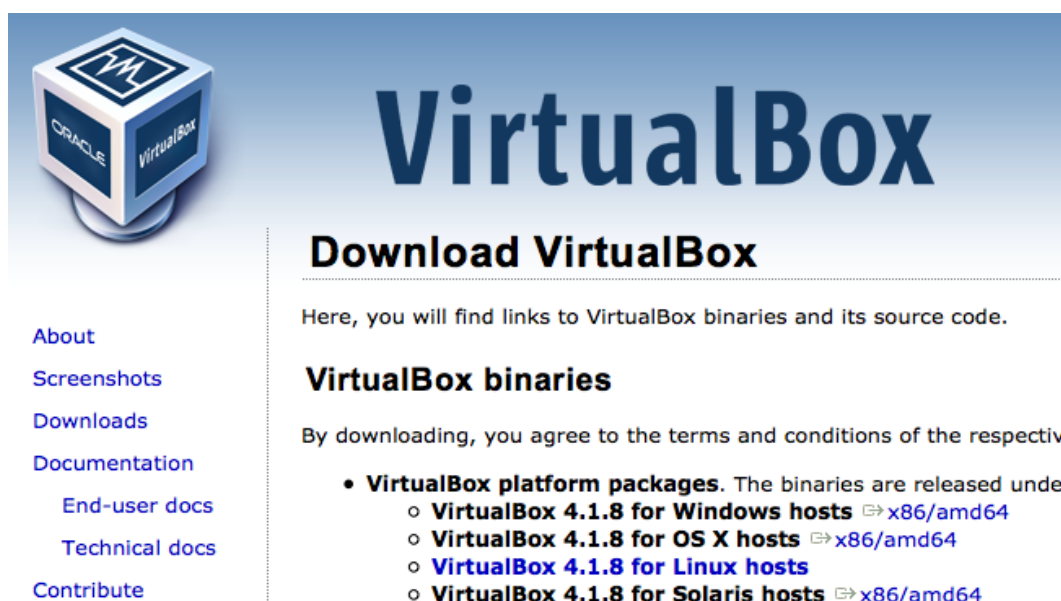 ORACLE
VirtualBox
VirtualBox
Download VirtualBox
Here, you will find links to VirtualBox binaries and its source code.
VirtualBox binaries
By downloading, you agree to the terms and conditions of the respectiv
• VirtualBox platform packages. The binaries are released unde
○ VirtualBox 4.1.8 for Windows hosts x86/amd64
○ VirtualBox 4.1.8 for OS X hosts x86/amd64
○ VirtualBox 4.1.8 for Linux hosts
○ VirtualBox 4.1.8 for Solaris hosts x86/amd64
About
Screenshots
Downloads
Documentation
End-user docs
Technical docs
Contribute